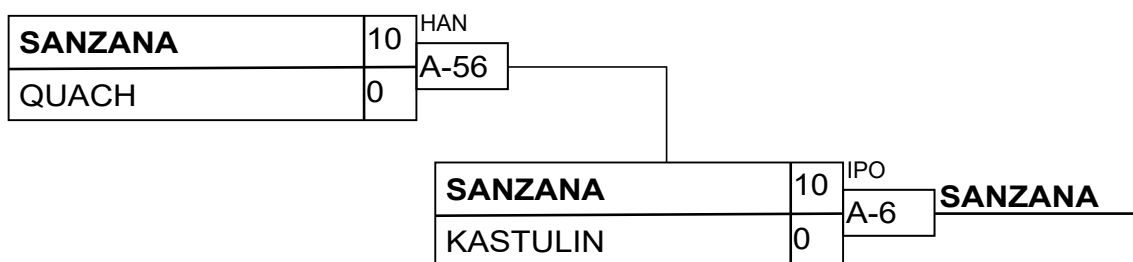 SANZANA 10 HAN
A-56
QUACH 0
SANZANA 10 IPO
A-6 SANZANA
KASTULIN 0